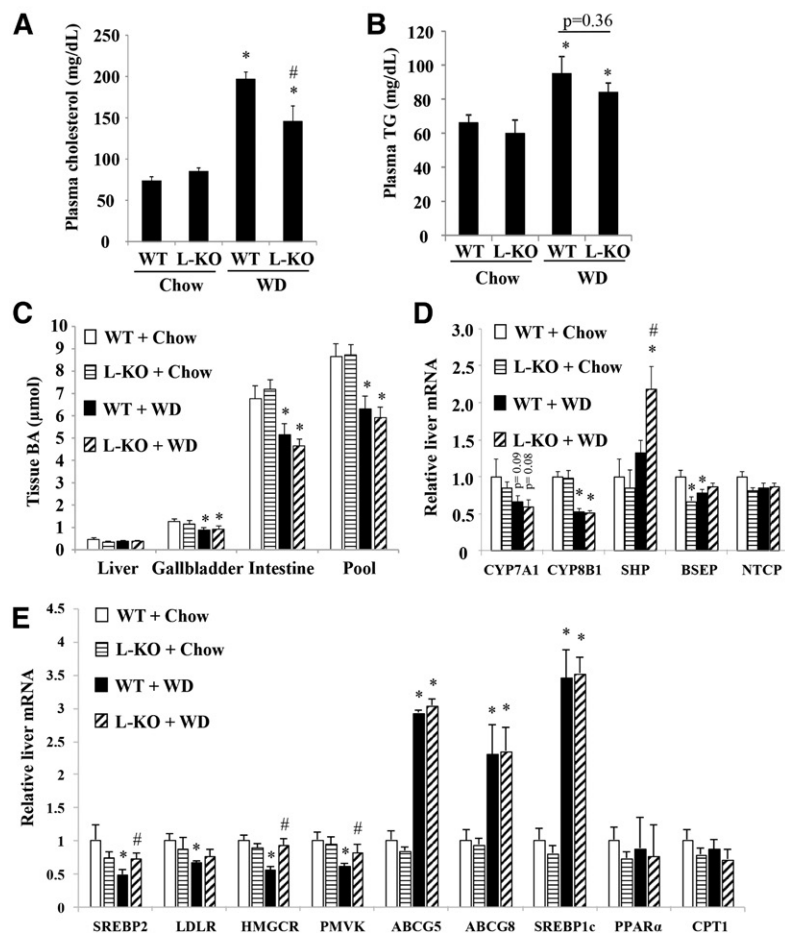 A
Plasma cholesterol (mg/dL)
250
200
150
100
50
0
*
#
*
WT L-KO WT L-KO
Chow WD
B
Plasma TG (mg/dL)
120
100
80
60
40
20
0
p=0.36
*
*
WT L-KO WT L-KO
Chow WD
C
Tissue BA (μmol)
10
9
8
7
6
5
4
3
2
1
0
WT + Chow
L-KO + Chow
WT + WD
L-KO + WD
* *
* *
* *
Liver Gallbladder Intestine Pool
D
Relative liver mRNA
3.0
2.5
2.0
1.5
1.0
0.5
0.0
WT + Chow
L-KO + Chow
WT + WD
L-KO + WD
p= 0.09
p= 0.08
* *
#
*
* *
CYP7A1 CYP8B1 SHP BSEP NTCP
E
Relative liver mRNA
4.5
4
3.5
3
2.5
2
1.5
1
0.5
0
WT + Chow
L-KO + Chow
WT + WD
L-KO + WD
* #
*
* #
* #
* *
* *
* *
SREBP2 LDLR HMGCR PMVK ABCG5 ABCG8 SREBP1c PPARα CPT1